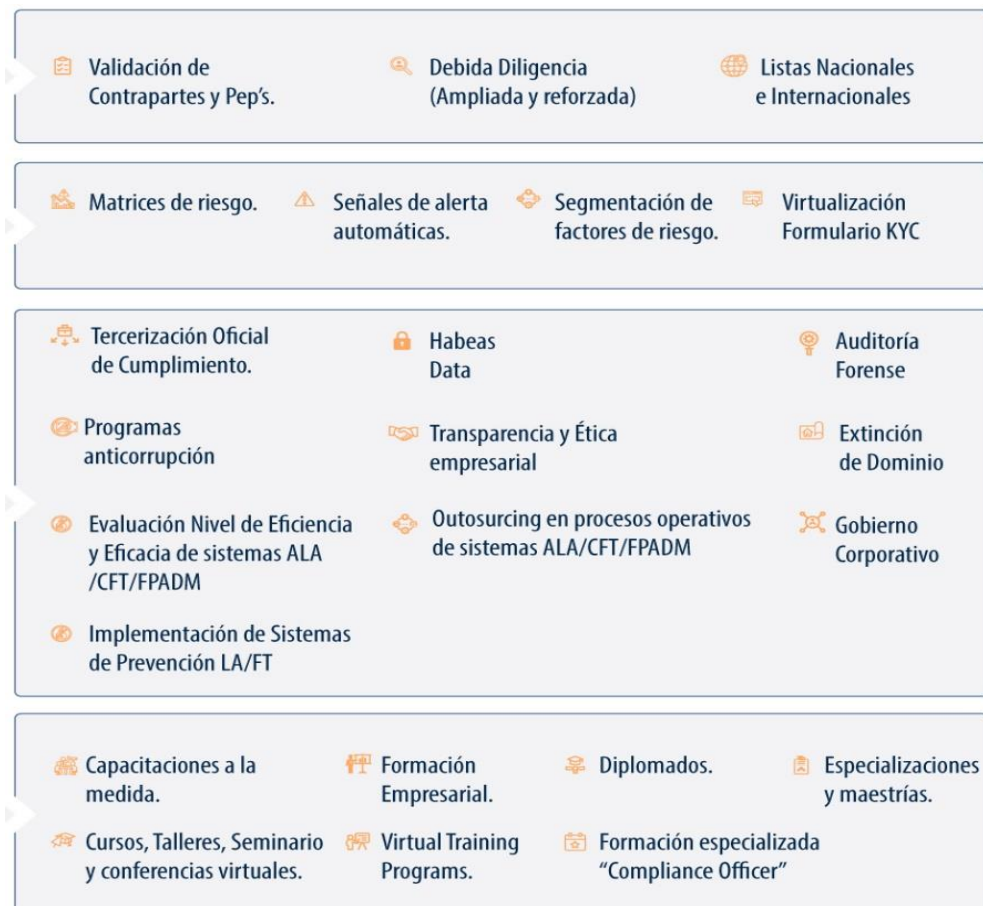 Validación de
Contrapartes y Pep's.
Debida Diligencia
(Ampliada y reforzada)
Listas Nacionales
e Internacionales
Matrices de riesgo.
Señales de alerta
automáticas.
Segmentación de
factores de riesgo.
Virtualización
Formulario KYC
Tercerización Oficial
de Cumplimiento.
Habeas
Data
Auditoría
Forense
Programas
anticorrupción
Transparencia y Ética
empresarial
Extinción
de Dominio
Evaluación Nivel de Eficiencia
y Eficacia de sistemas ALA
/CFT/FPADM
Outosurcing en procesos operativos
de sistemas ALA/CFT/FPADM
Gobierno
Corporativo
Implementación de Sistemas
de Prevención LA/FT
Capacitaciones a la
medida.
Formación
Empresarial.
Diplomados.
Especializaciones
y maestrías.
Cursos, Talleres, Seminario
y conferencias virtuales.
Virtual Training
Programs.
Formación especializada
"Compliance Officer"